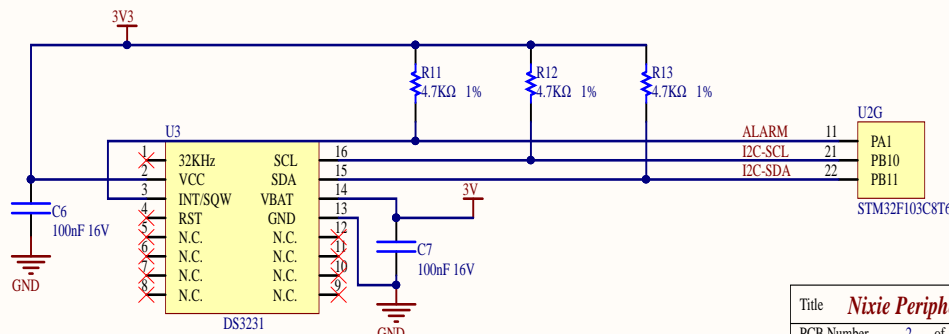 3V3
R11
4.7KΩ 1%
R12
4.7KΩ 1%
R13
4.7KΩ 1%
U3
U2G
ALARM 11 PA1
I2C-SCL 21 PB10
I2C-SDA 22 PB11
STM32F103C8T6
1 32KHz SCL 16
2 VCC SDA 15
3 INT/SQW VBAT 14
4 RST GND 13
5 N.C. N.C. 12
6 N.C. N.C. 11
7 N.C. N.C. 10
8 N.C. N.C. 9
DS3231
3V
C6
100nF 16V
GND
C7
100nF 16V
GND
Title Nixie Periph
PCB Number 2 of